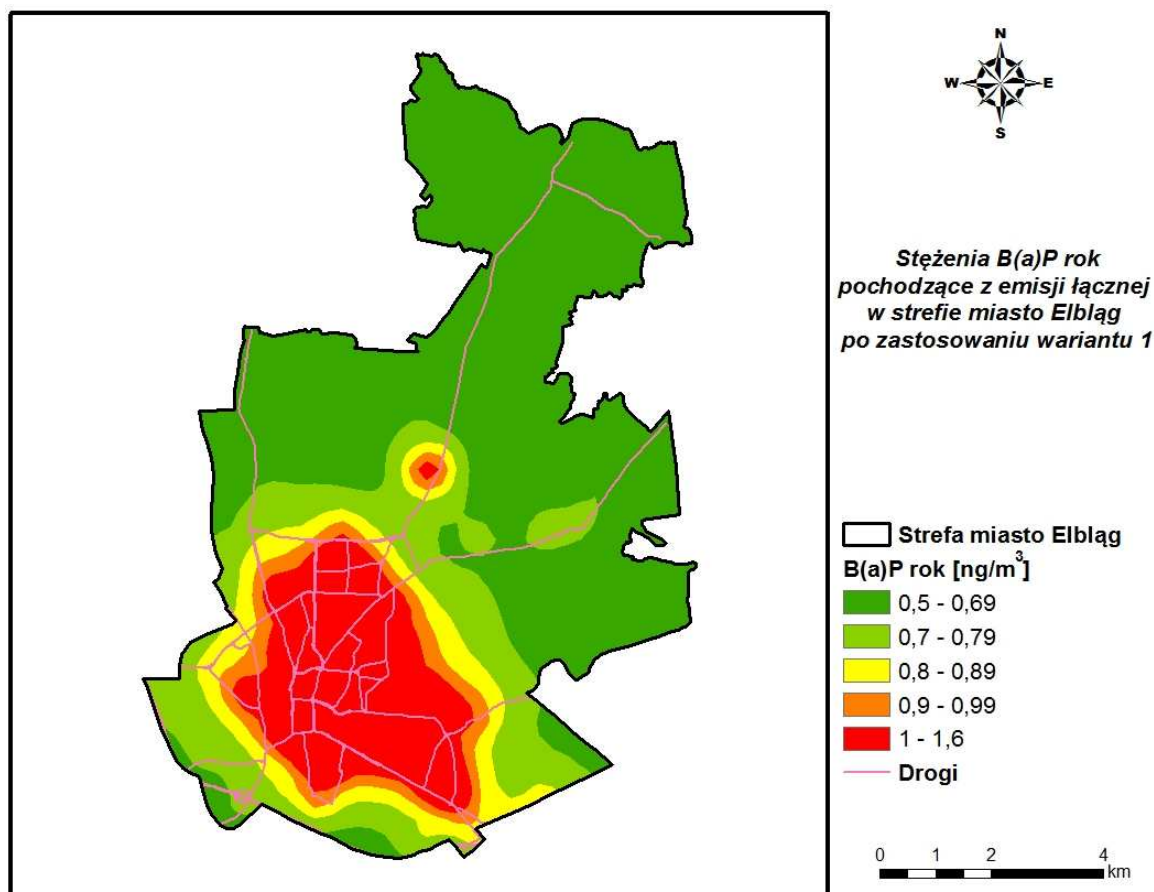 N
W E
S
Stężenia B(a)P rok
pochodzące z emisji łącznej
w strefie miasto Elbląg
po zastosowaniu wariantu 1
Strefa miasto Elbląg
B(a)P rok [ng/m³]
0,5 - 0,69
0,7 - 0,79
0,8 - 0,89
0,9 - 0,99
1 - 1,6
Drogi
0 1 2 4
km